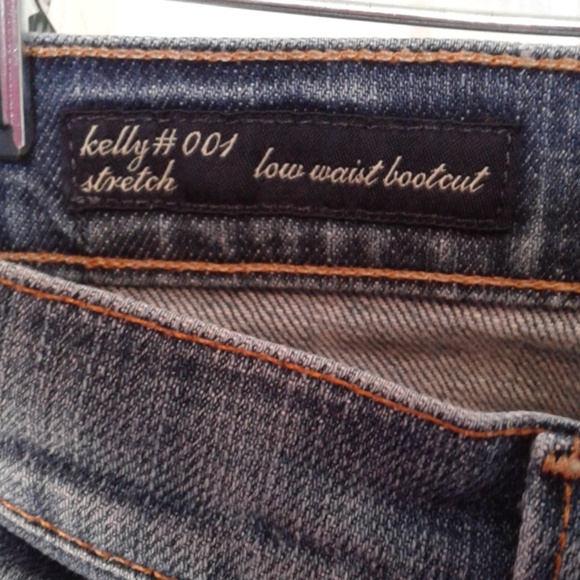 kelly# 001
stretch
low waist bootcut